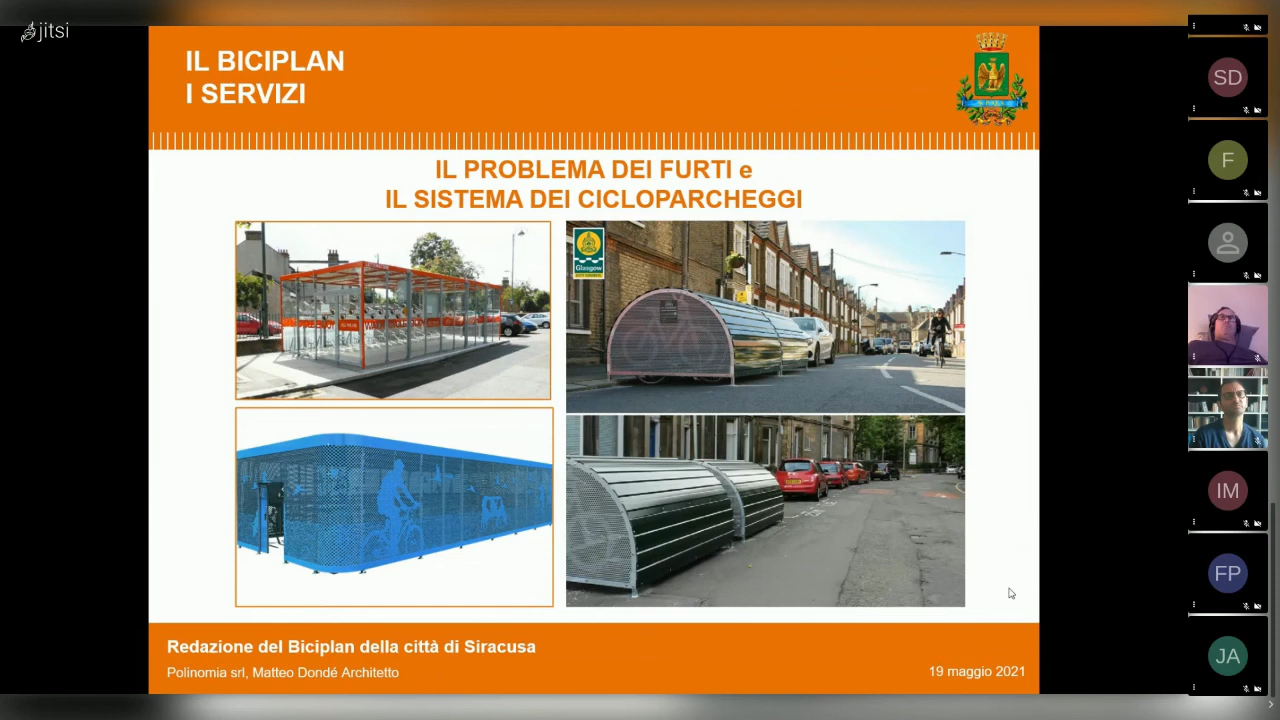 jitsi
IL BICIPLAN
I SERVIZI
IL PROBLEMA DEI FURTI e
IL SISTEMA DEI CICLOPARCHEGGI
Glasgow
Redazione del Biciplan della città di Siracusa
Polinomia srl, Matteo Dondé Architetto
19 maggio 2021
SD
F
IM
FP
JA